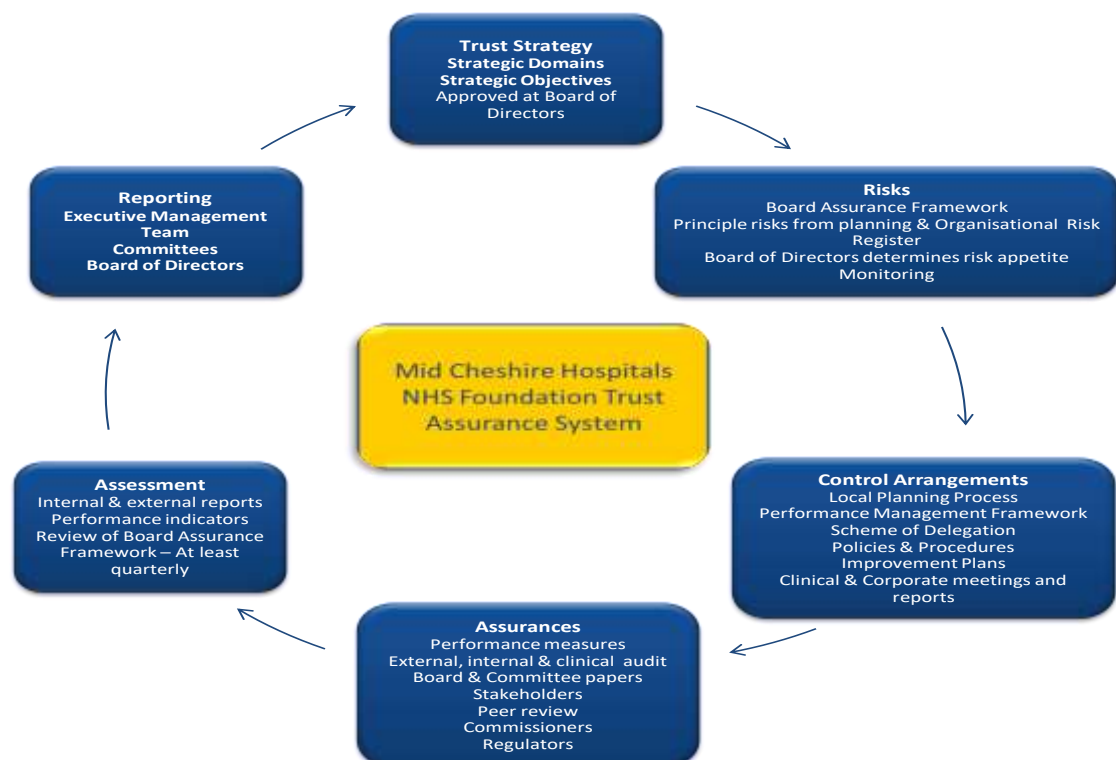 Trust Strategy
Strategic Domains
Strategic Objectives
Approved at Board of
Directors
Risks
Board Assurance Framework
Principle risks from planning & Organisational Risk
Register
Board of Directors determines risk appetite
Monitoring
Control Arrangements
Local Planning Process
Performance Management Framework
Scheme of Delegation
Policies & Procedures
Improvement Plans
Clinical & Corporate meetings and
reports
Assurances
Performance measures
External, internal & clinical audit
Board & Committee papers
Stakeholders
Peer review
Commissioners
Regulators
Assessment
Internal & external reports
Performance indicators
Review of Board Assurance
Framework – At least
quarterly
Reporting
Executive Management
Team
Committees
Board of Directors
Mid Cheshire Hospitals
NHS Foundation Trust
Assurance System